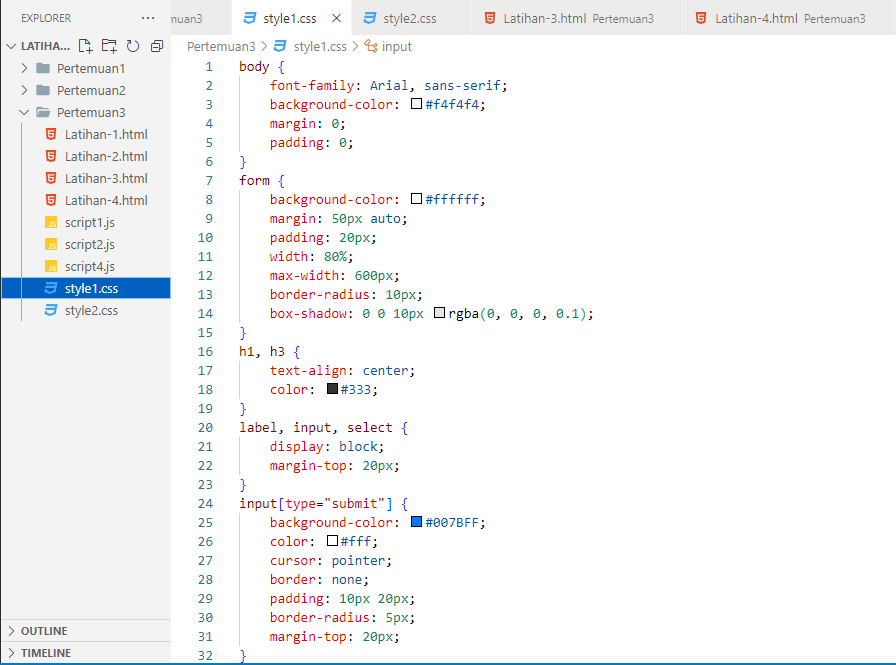 EXPLORER
LATIHA...
Pertemuan1
Pertemuan2
Pertemuan3
Latihan-1.html
Latihan-2.html
Latihan-3.html
Latihan-4.html
script1.js
script2.js
script4.js
style1.css
style2.css
OUTLINE
TIMELINE
muan3 style1.css style2.css Latihan-3.html Pertemuan3 Latihan-4.html Pertemuan3
Pertemuan3 > style1.css > input
1 body {
2 font-family: Arial, sans-serif;
3 background-color: #f4f4f4;
4 margin: 0;
5 padding: 0;
6 }
7 form {
8 background-color: #ffffff;
9 margin: 50px auto;
10 padding: 20px;
11 width: 80%;
12 max-width: 600px;
13 border-radius: 10px;
14 box-shadow: 0 0 10px rgba(0, 0, 0, 0.1);
15 }
16 h1, h3 {
17 text-align: center;
18 color: #333;
19 }
20 label, input, select {
21 display: block;
22 margin-top: 20px;
23 }
24 input[type="submit"] {
25 background-color: #007BFF;
26 color: #fff;
27 cursor: pointer;
28 border: none;
29 padding: 10px 20px;
30 border-radius: 5px;
31 margin-top: 20px;
32 }